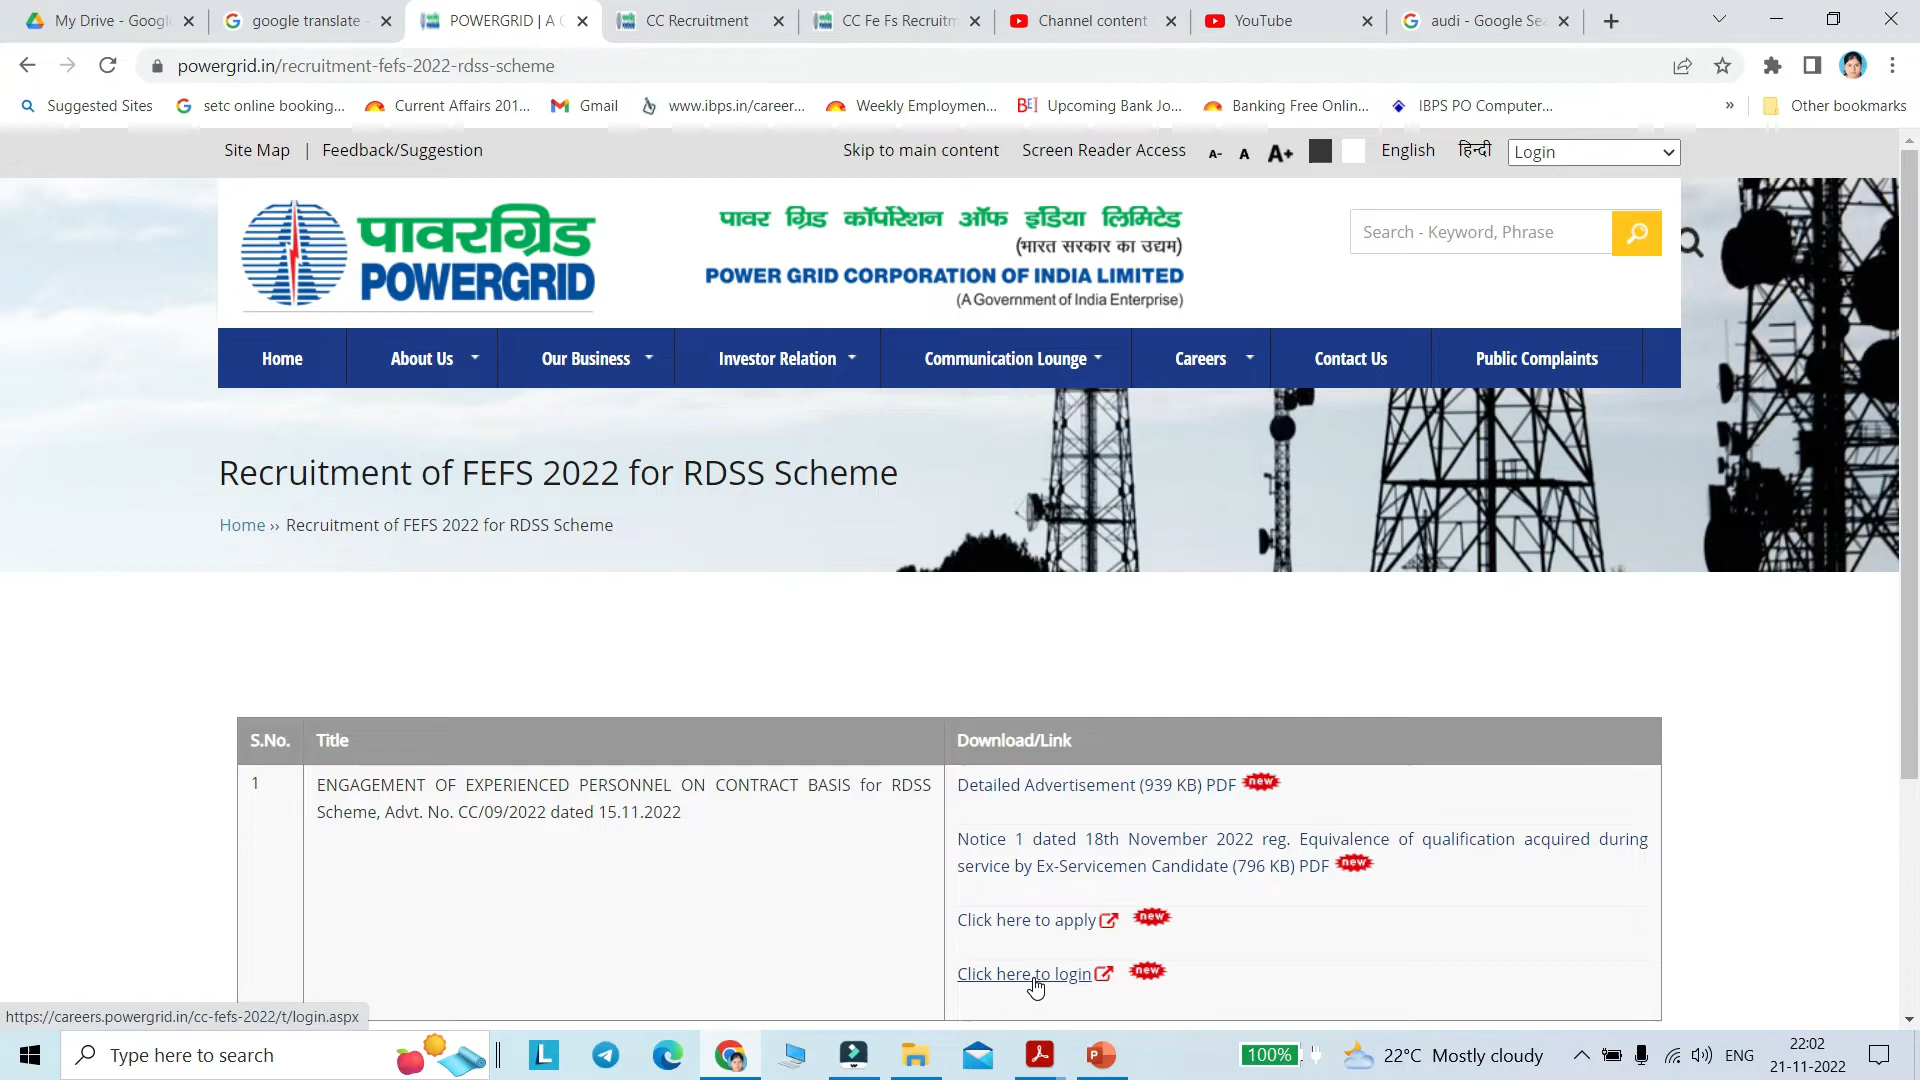 My Drive - Googl
google translate -
POWERGRID | A C
CC Recruitment
CC Fe Fs Recruitm
Channel content
YouTube
audi - Google Sea
powergrid.in/recruitment-fefs-2022-rdss-scheme
Suggested Sites
setc online booking...
Current Affairs 201...
Gmail
www.ibps.in/career...
Weekly Employmen...
Upcoming Bank Jo...
Banking Free Onlin...
IBPS PO Computer...
»
Other bookmarks
Site Map | Feedback/Suggestion
Skip to main content
Screen Reader Access
A- A A+
English
हिन्दी
Login
पावरग्रिड
POWERGRID
पावर ग्रिड कॉर्पोरेशन ऑफ इंडिया लिमिटेड
(भारत सरकार का उद्यम)
POWER GRID CORPORATION OF INDIA LIMITED
(A Government of India Enterprise)
Search - Keyword, Phrase
Home
About Us
Our Business
Investor Relation
Communication Lounge
Careers
Contact Us
Public Complaints
Recruitment of FEFS 2022 for RDSS Scheme
Home ›› Recruitment of FEFS 2022 for RDSS Scheme
S.No.
Title
Download/Link
1
ENGAGEMENT OF EXPERIENCED PERSONNEL ON CONTRACT BASIS for RDSS
Scheme, Advt. No. CC/09/2022 dated 15.11.2022
Detailed Advertisement (939 KB) PDF new
Notice 1 dated 18th November 2022 reg. Equivalence of qualification acquired during
service by Ex-Servicemen Candidate (796 KB) PDF new
Click here to apply new
Click here to login new
https://careers.powergrid.in/cc-fefs-2022/t/login.aspx
Type here to search
L
100%
22°C Mostly cloudy
ENG
22:02
21-11-2022